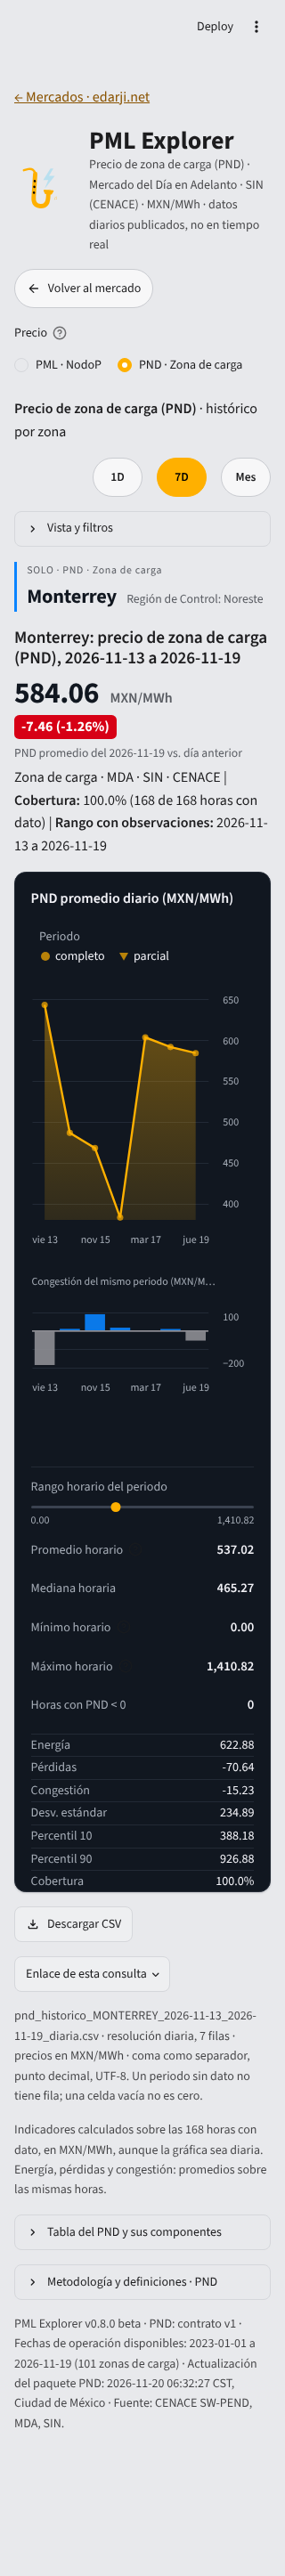 Deploy
← Mercados · edarji.net
PML Explorer
Precio de zona de carga (PND) ·
Mercado del Día en Adelanto · SIN
(CENACE) · MXN/MWh · datos
diarios publicados, no en tiempo
real
Volver al mercado
Precio
PML · NodoP
PND · Zona de carga
Precio de zona de carga (PND) · histórico
por zona
1D
7D
Mes
Vista y filtros
SOLO · PND · Zona de carga
Monterrey Región de Control: Noreste
Monterrey: precio de zona de carga
(PND), 2026-11-13 a 2026-11-19
584.06 MXN/MWh
-7.46 (-1.26%)
PND promedio del 2026-11-19 vs. día anterior
Zona de carga · MDA · SIN · CENACE |
Cobertura: 100.0% (168 de 168 horas con
dato) | Rango con observaciones: 2026-11-
13 a 2026-11-19
PND promedio diario (MXN/MWh)
Periodo
completo parcial
650
600
550
500
450
400
vie 13 nov 15 mar 17 jue 19
Congestión del mismo periodo (MXN/M…
100
−200
vie 13 nov 15 mar 17 jue 19
Rango horario del periodo
0.00 1,410.82
Promedio horario 537.02
Mediana horaria 465.27
Mínimo horario 0.00
Máximo horario 1,410.82
Horas con PND < 0 0
Energía 622.88
Pérdidas -70.64
Congestión -15.23
Desv. estándar 234.89
Percentil 10 388.18
Percentil 90 926.88
Cobertura 100.0%
Descargar CSV
Enlace de esta consulta
pnd_historico_MONTERREY_2026-11-13_2026-
11-19_diaria.csv · resolución diaria, 7 filas ·
precios en MXN/MWh · coma como separador,
punto decimal, UTF-8. Un periodo sin dato no
tiene fila; una celda vacía no es cero.
Indicadores calculados sobre las 168 horas con
dato, en MXN/MWh, aunque la gráfica sea diaria.
Energía, pérdidas y congestión: promedios sobre
las mismas horas.
Tabla del PND y sus componentes
Metodología y definiciones · PND
PML Explorer v0.8.0 beta · PND: contrato v1 ·
Fechas de operación disponibles: 2023-01-01 a
2026-11-19 (101 zonas de carga) · Actualización
del paquete PND: 2026-11-20 06:32:27 CST,
Ciudad de México · Fuente: CENACE SW-PEND,
MDA, SIN.